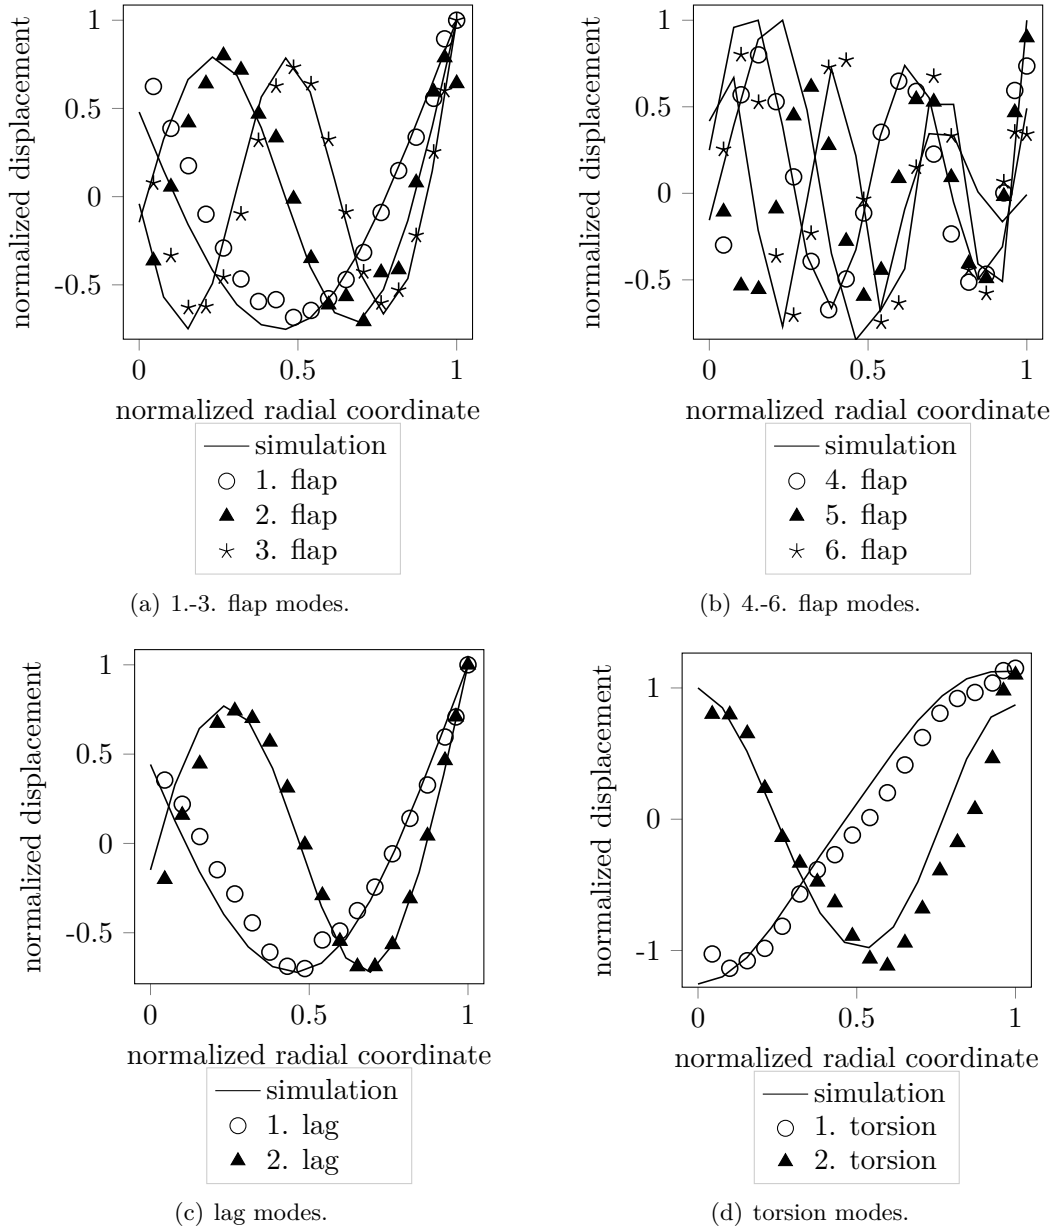 1
0.5
0
-0.5
normalized displacement
0
0.5
1
normalized radial coordinate
simulation
1. flap
2. flap
3. flap
(a) 1.-3. flap modes.
1
0.5
0
-0.5
normalized displacement
0
0.5
1
normalized radial coordinate
simulation
4. flap
5. flap
6. flap
(b) 4.-6. flap modes.
1
0.5
0
-0.5
normalized displacement
0
0.5
1
normalized radial coordinate
simulation
1. lag
2. lag
(c) lag modes.
1
0
-1
normalized displacement
0
0.5
1
normalized radial coordinate
simulation
1. torsion
2. torsion
(d) torsion modes.